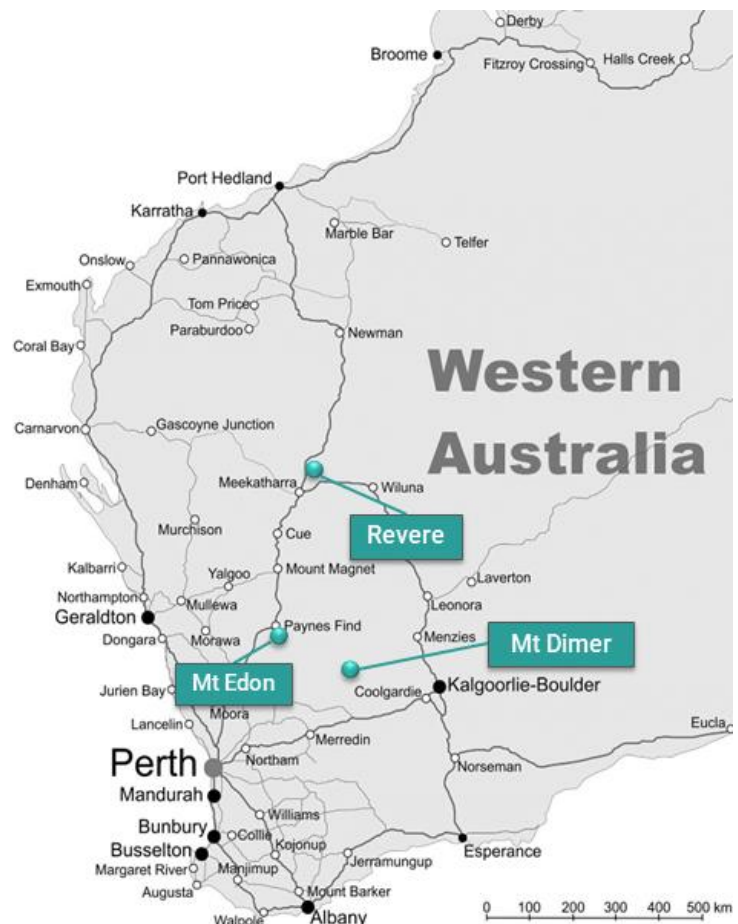 Derby
Broome
Fitzroy Crossing
Halls Creek
Port Hedland
Karratha
Marble Bar
Telfer
Onslow
Pannawonica
Exmouth
Tom Price
Paraburdoo
Newman
Coral Bay
Western
Australia
Carnarvon
Gascoyne Junction
Denham
Meekatharra
Wiluna
Revere
Murchison
Cue
Kalbarri
Yalgoo
Mount Magnet
Laverton
Northampton
Mullewa
Leonora
Geraldton
Dongara
Morawa
Paynes Find
Menzies
Mt Dimer
Mt Edon
Jurien Bay
Coolgardie
Kalgoorlie-Boulder
Moora
Lancelin
Merredin
Eucla
Perth
Northam
Norseman
Mandurah
Williams
Bunbury
Collie
Kojonup
Busselton
Jerramungup
Esperance
Margaret River
Manjimup
Augusta
Mount Barker
Walpole
Albany
0 100 200 300 400 500 km